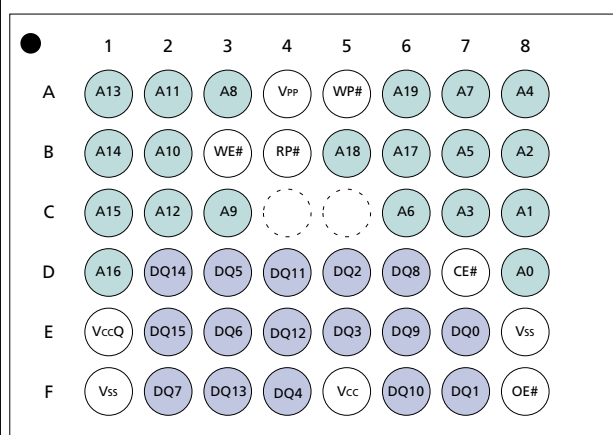 1 2 3 4 5 6 7 8
A A13 A11 A8 VPP WP# A19 A7 A4
B A14 A10 WE# RP# A18 A17 A5 A2
C A15 A12 A9 A6 A3 A1
D A16 DQ14 DQ5 DQ11 DQ2 DQ8 CE# A0
E VccQ DQ15 DQ6 DQ12 DQ3 DQ9 DQ0 Vss
F Vss DQ7 DQ13 DQ4 Vcc DQ10 DQ1 OE#